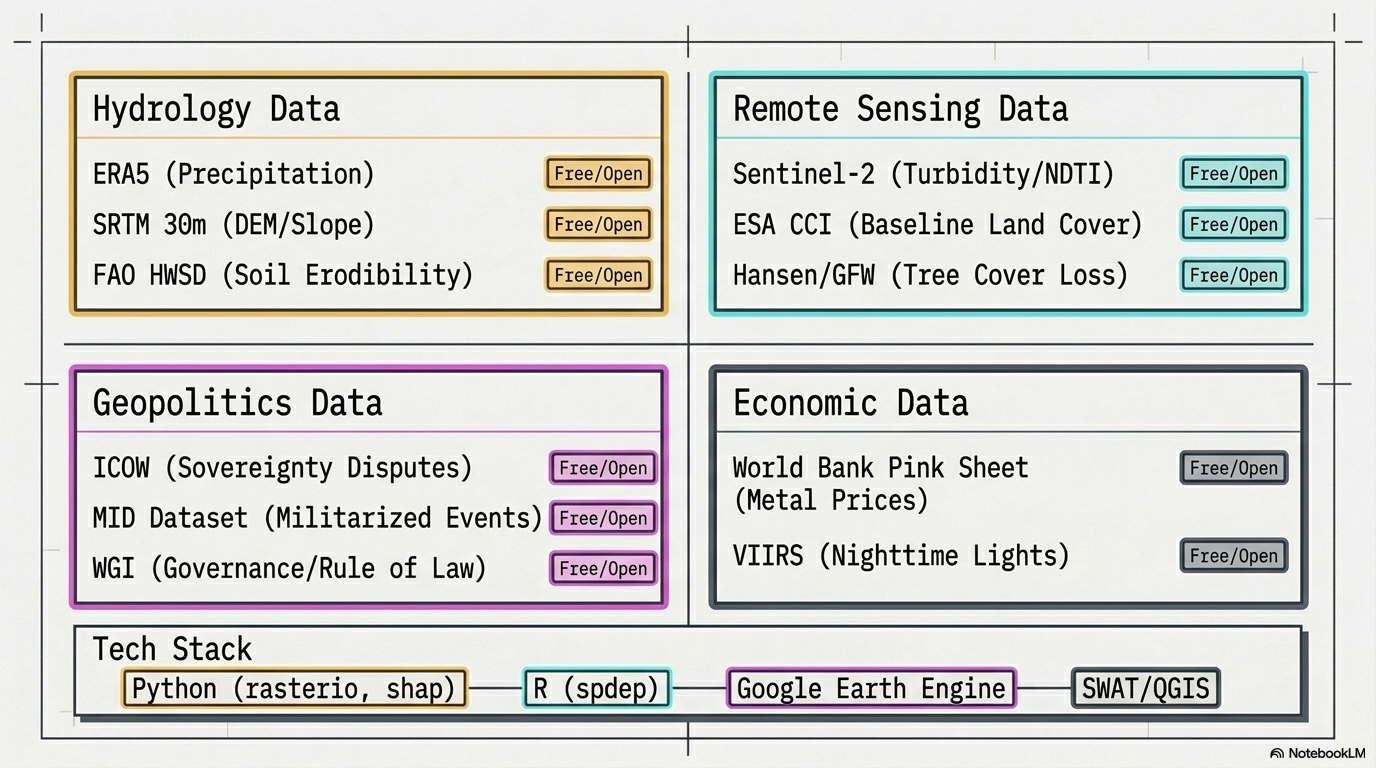 Hydrology Data
ERA5 (Precipitation) Free/Open
SRTM 30m (DEM/Slope) Free/Open
FAO HWSD (Soil Erodibility) Free/Open
Remote Sensing Data
Sentinel-2 (Turbidity/NDTI) Free/Open
ESA CCI (Baseline Land Cover) Free/Open
Hansen/GFW (Tree Cover Loss) Free/Open
Geopolitics Data
ICOW (Sovereignty Disputes) Free/Open
MID Dataset (Militarized Events) Free/Open
WGI (Governance/Rule of Law) Free/Open
Economic Data
World Bank Pink Sheet Free/Open
(Metal Prices)
VIIRS (Nighttime Lights) Free/Open
Tech Stack
Python (rasterio, shap) R (spdep) Google Earth Engine SWAT/QGIS
NotebookLM